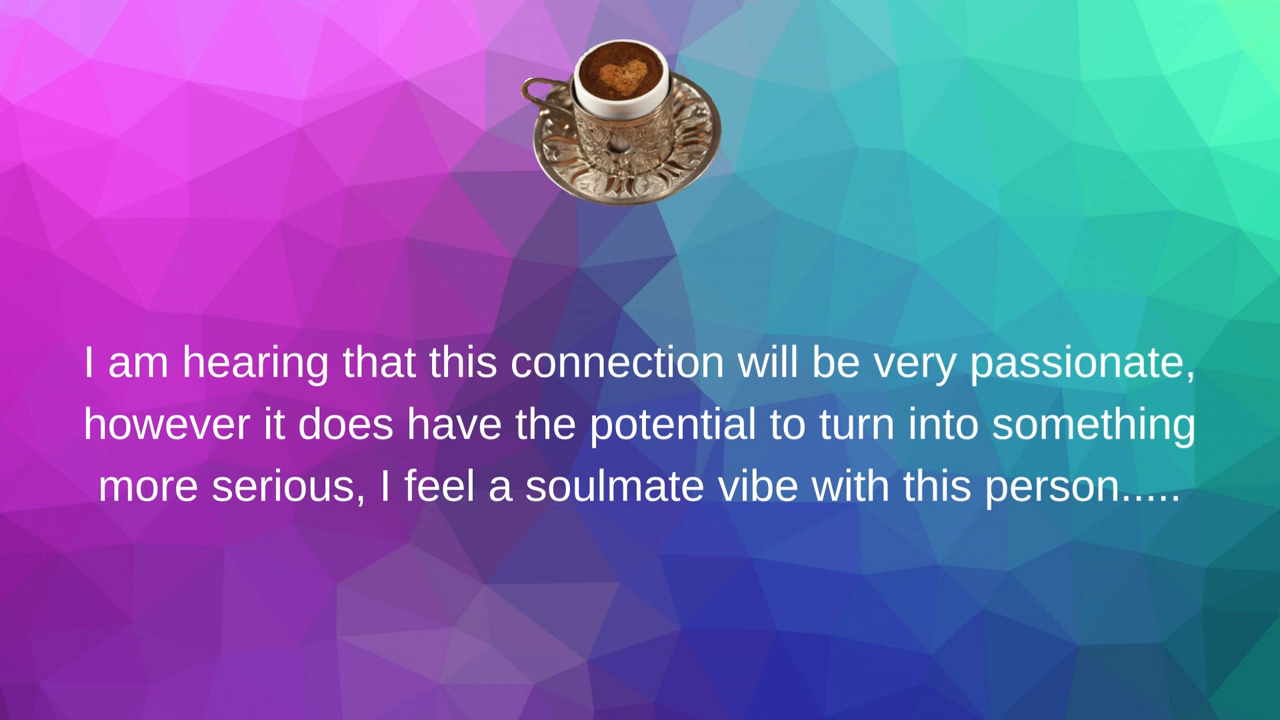 I am hearing that this connection will be very passionate,
however it does have the potential to turn into something
more serious, I feel a soulmate vibe with this person.....